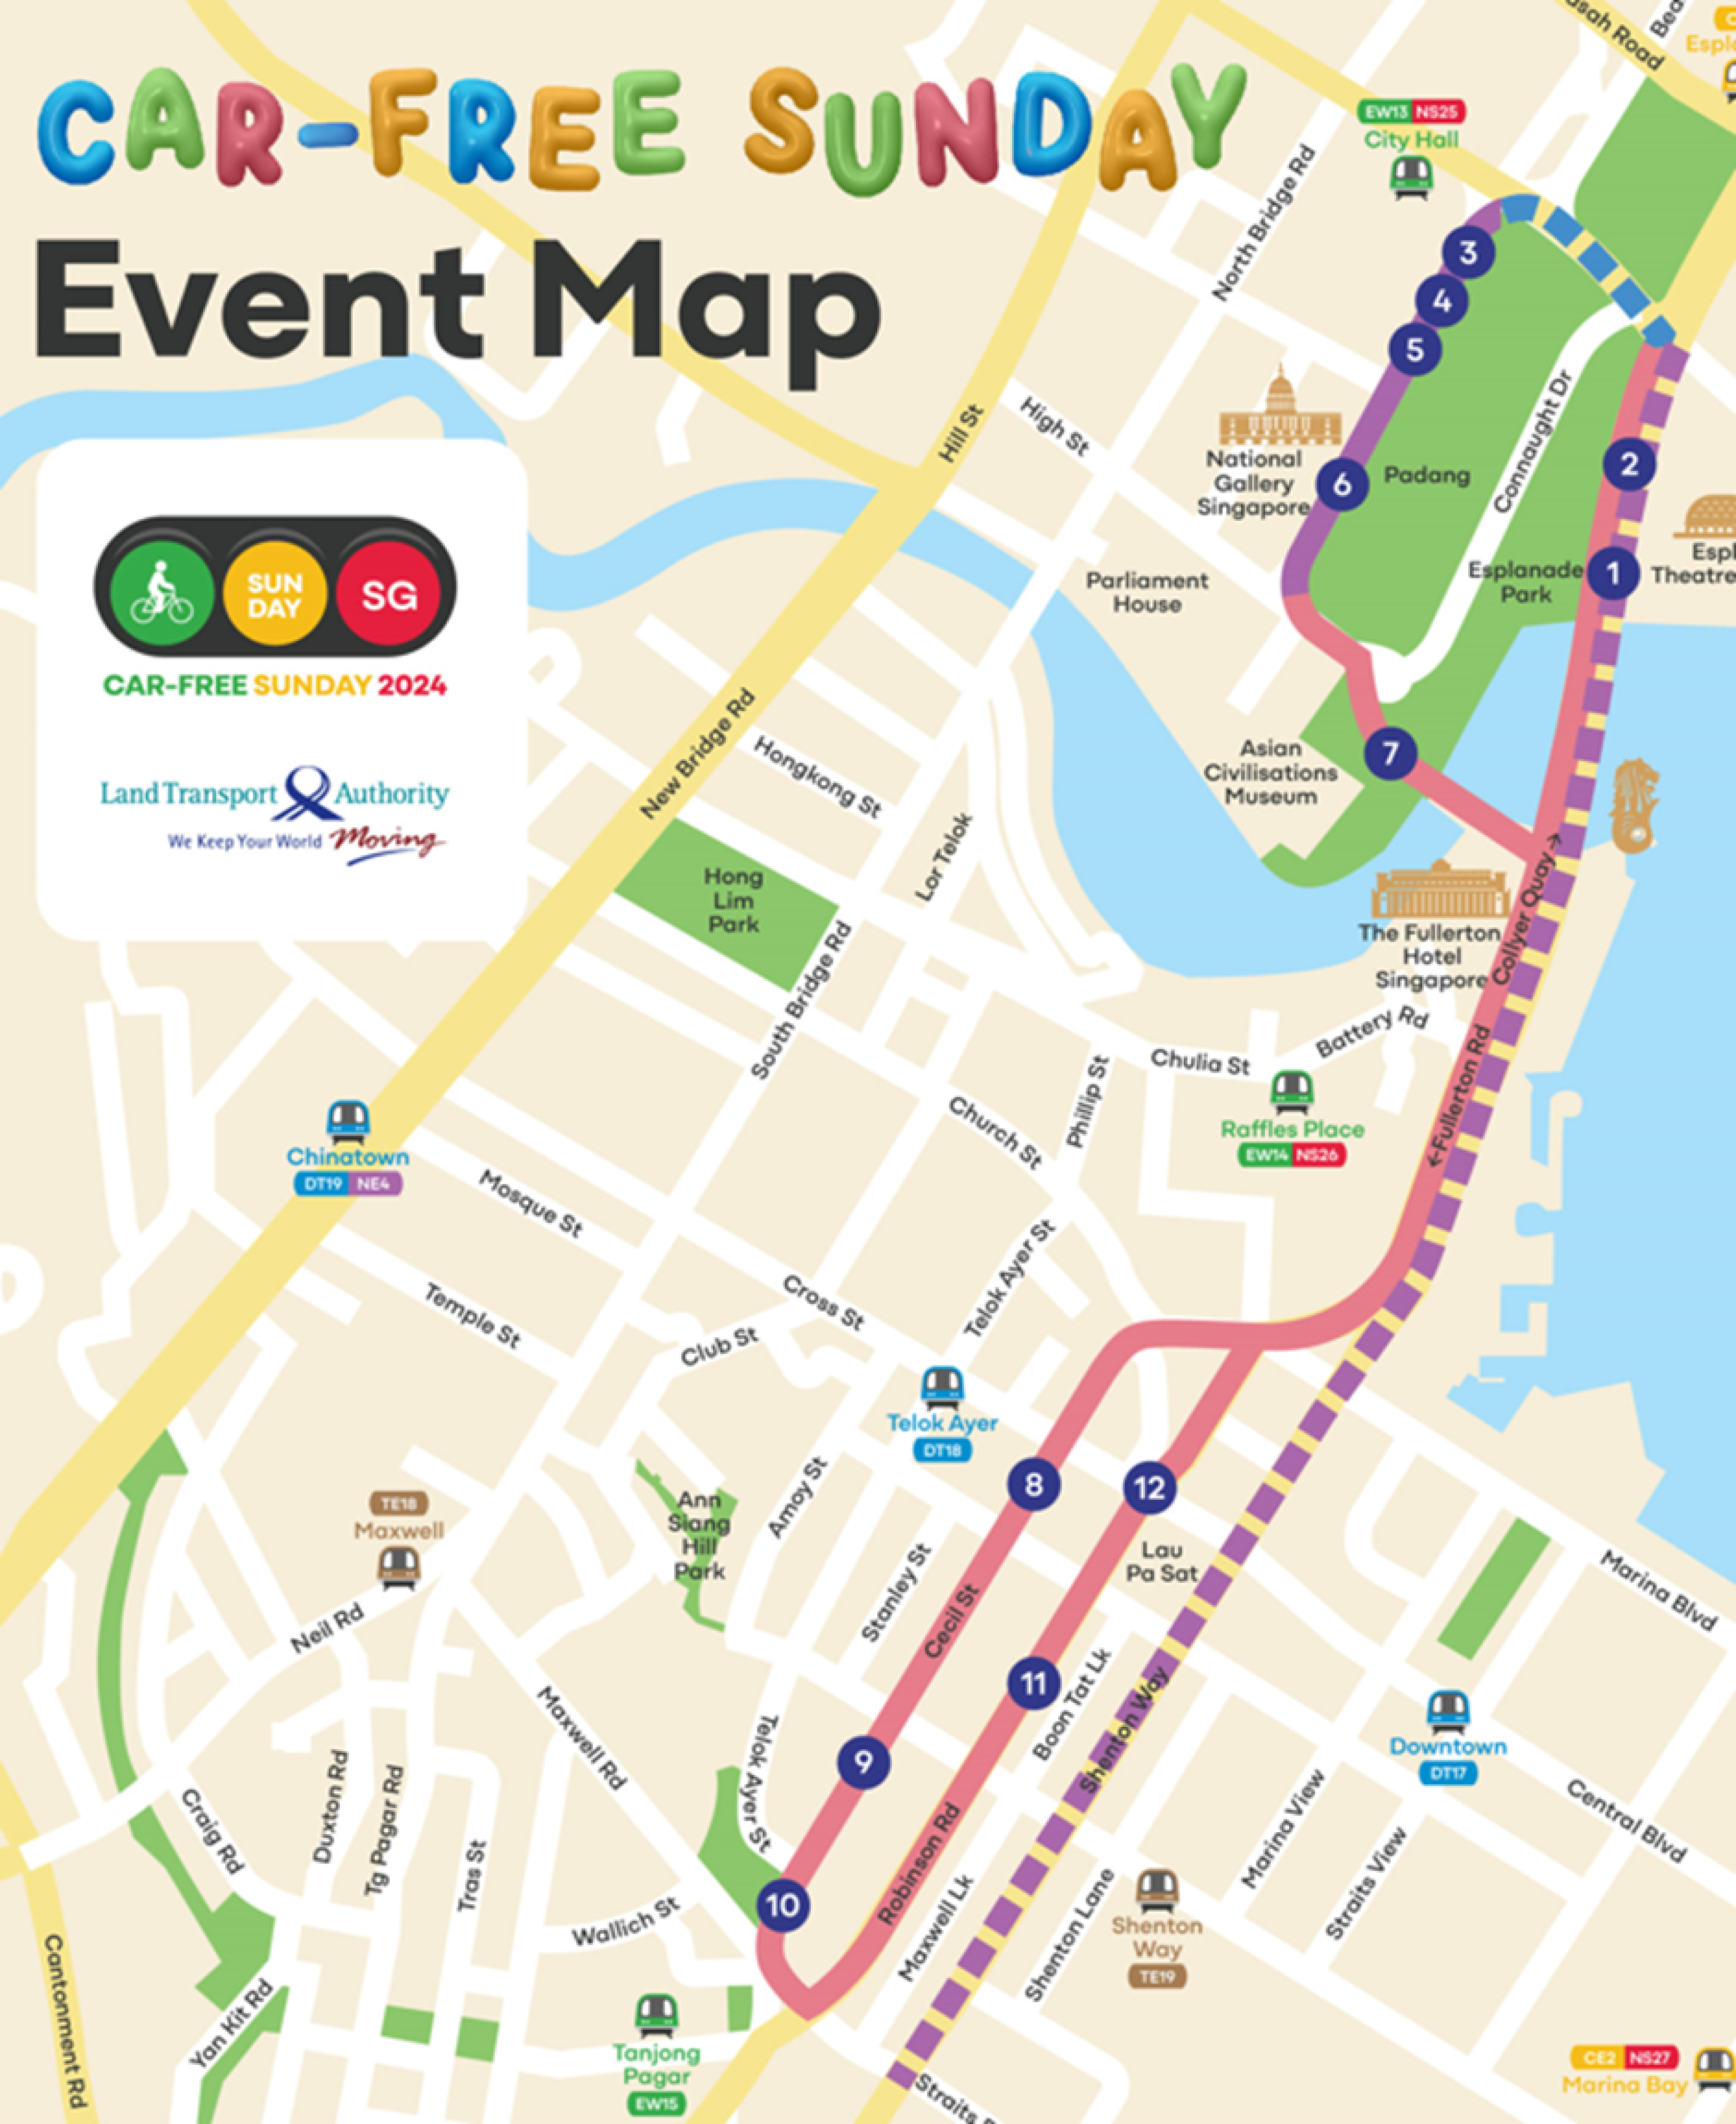 CAR-FREE SUNDAY
Event Map
SUN
DAY
SG
CAR-FREE SUNDAY 2024
Land Transport Authority
We Keep Your World Moving
EW13 NS25
City Hall
North Bridge Rd
3
4
5
6
2
1
National
Gallery
Singapore
Padang
Connaught Dr
Esplanade
Park
Hill St
High St
Parliament
House
New Bridge Rd
Hongkong St
Asian
Civilisations
Museum
7
Lor Telok
Hong
Lim
Park
South Bridge Rd
The Fullerton
Hotel
Singapore
Collyer Quay →
← Fullerton Rd
Battery Rd
Chulia St
Phillip St
Church St
Raffles Place
EW14 NS26
Chinatown
DT19 NE4
Mosque St
Temple St
Cross St
Club St
Telok Ayer St
Telok Ayer
DT18
8
12
TE18
Maxwell
Ann
Siang
Hill
Park
Amoy St
Stanley St
Cecil St
Lau
Pa Sat
Marina Blvd
Neil Rd
11
Boon Tat Lk
Shenton Way
9
Maxwell Rd
Telok Ayer St
Downtown
DT17
Craig Rd
Duxton Rd
Tg Pagar Rd
Tras St
Robinson Rd
Marina View
Straits View
Central Blvd
10
Wallich St
Maxwell Lk
Shenton Lane
Shenton
Way
TE19
Cantonment Rd
Yan Kit Rd
Tanjong
Pagar
EW15
Straits
CE2 NS27
Marina Bay
Road
Theatre